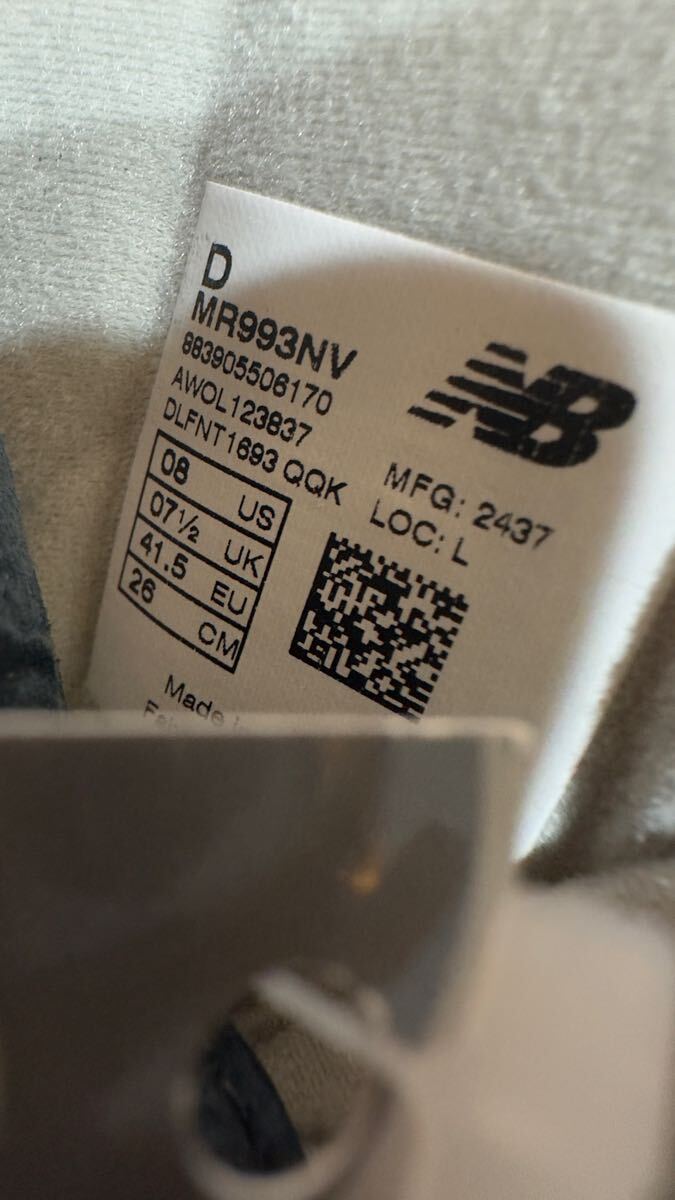 D
MR993NV
883905506170
AWOL123837
DLFNT1693 QQK
08 US
07½ UK
41.5 EU
26 CM
NB
MFG: 2437
LOC: L
Made